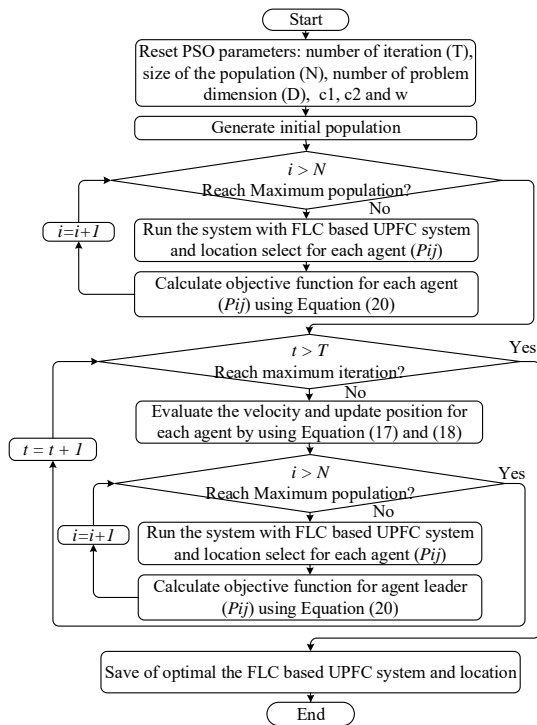 Start
Reset PSO parameters: number of iteration (T),
size of the population (N), number of problem
dimension (D), c1, c2 and w
Generate initial population
i > N
Reach Maximum population?
No
i=i+1
Run the system with FLC based UPFC system
and location select for each agent (Pij)
Calculate objective function for each agent
(Pij) using Equation (20)
t > T
Yes
Reach maximum iteration?
No
Evaluate the velocity and update position for
each agent by using Equation (17) and (18)
t = t + 1
i > N
Yes
Reach Maximum population?
No
i=i+1
Run the system with FLC based UPFC system
and location select for each agent (Pij)
Calculate objective function for agent leader
(Pij) using Equation (20)
Save of optimal the FLC based UPFC system and location
End